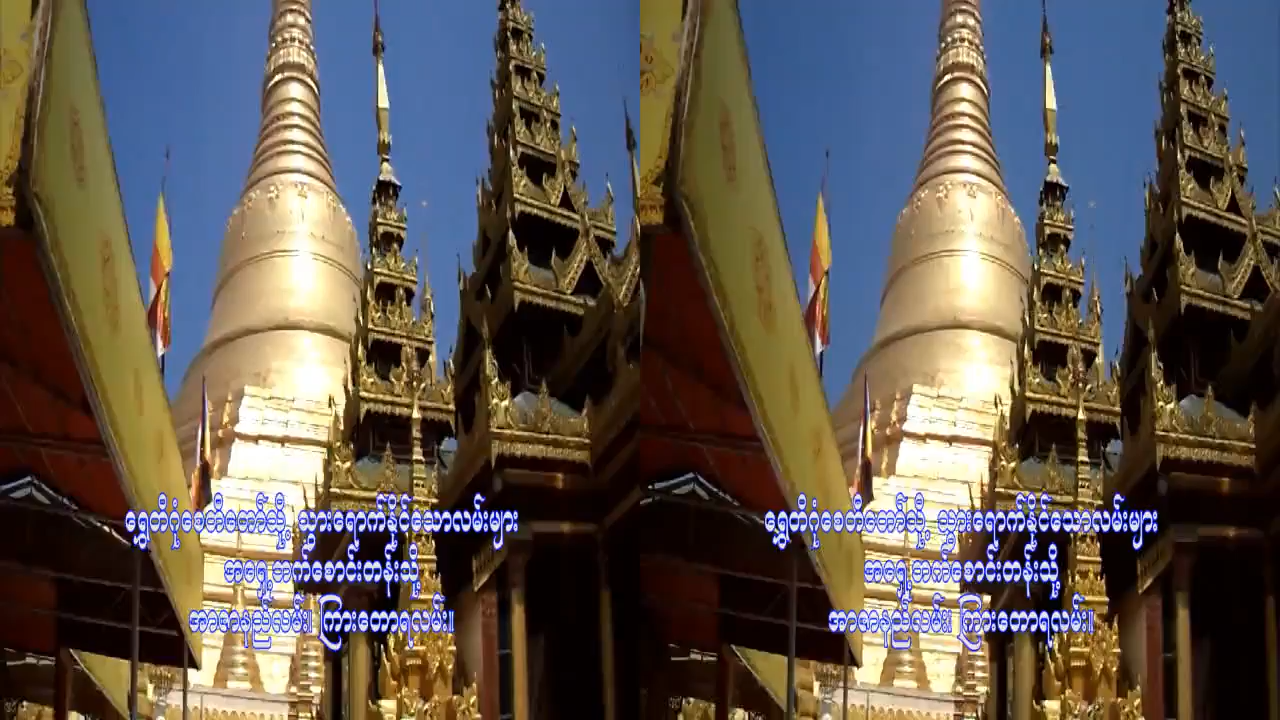 ရွှေတိဂုံစေတီတော်သို့ သွားရောက်နိုင်သောလမ်းများ
အရှေ့ဘက်စောင်းတန်းသို့
အာဇာနည်လမ်း၊ ကြားတောရလမ်း။
ရွှေတိဂုံစေတီတော်သို့ သွားရောက်နိုင်သောလမ်းများ
အရှေ့ဘက်စောင်းတန်းသို့
အာဇာနည်လမ်း၊ ကြားတောရလမ်း။